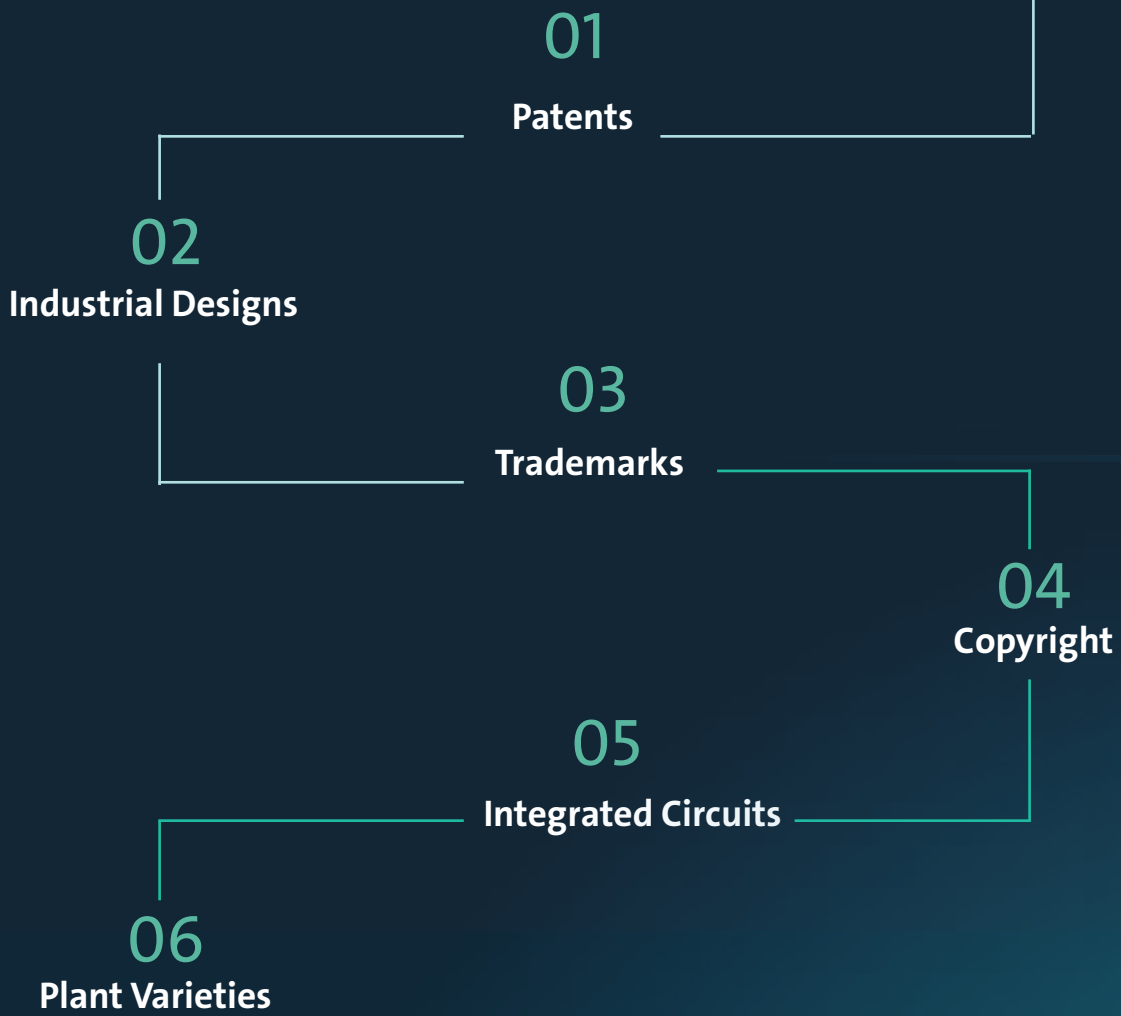 01
Patents
02
Industrial Designs
03
Trademarks
04
Copyright
05
Integrated Circuits
06
Plant Varieties